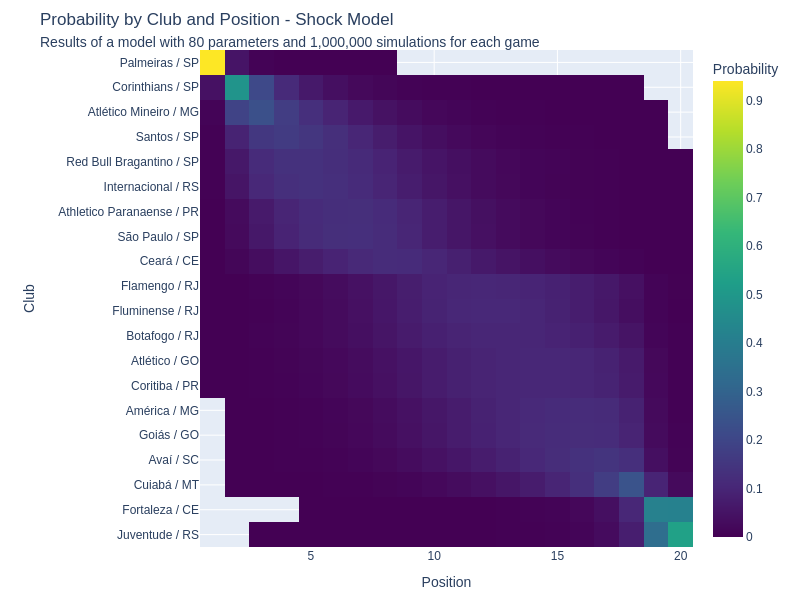 Probability by Club and Position - Shock Model
Results of a model with 80 parameters and 1,000,000 simulations for each game
Palmeiras / SP
Corinthians / SP
Atlético Mineiro / MG
Santos / SP
Red Bull Bragantino / SP
Internacional / RS
Athletico Paranaense / PR
São Paulo / SP
Ceará / CE
Flamengo / RJ
Fluminense / RJ
Botafogo / RJ
Atlético / GO
Coritiba / PR
América / MG
Goiás / GO
Avaí / SC
Cuiabá / MT
Fortaleza / CE
Juventude / RS
Club
5
10
15
20
Position
Probability
0.9
0.8
0.7
0.6
0.5
0.4
0.3
0.2
0.1
0